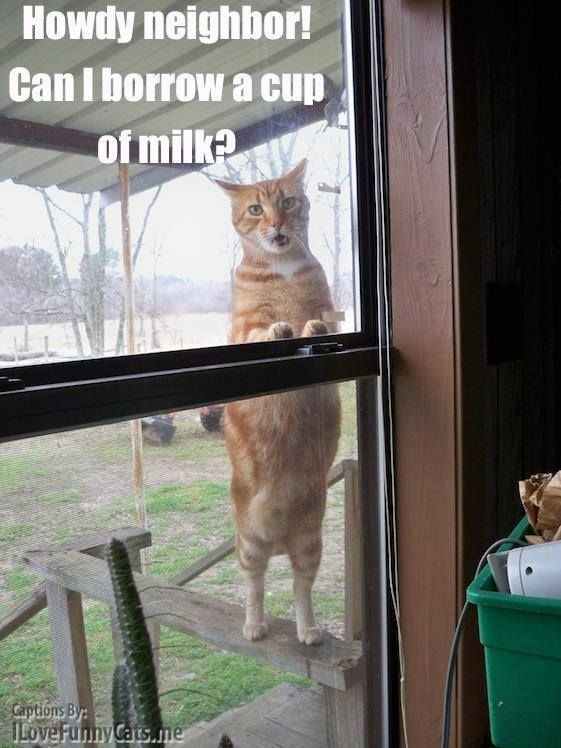 Howdy neighbor!
Can I borrow a cup
of milk?
Captions By:
ILoveFunnyCats.me